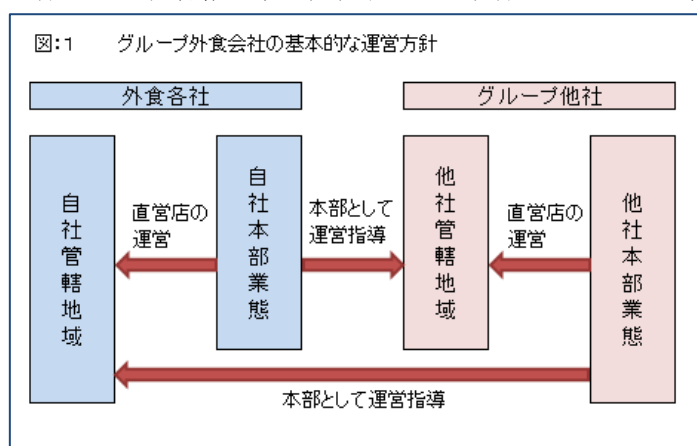 図:1 グループ外食会社の基本的な運営方針
外食各社
グループ他社
自社管轄地域
直営店の
運営
自社本部業態
本部として
運営指導
他社管轄地域
直営店の
運営
他社本部業態
本部として運営指導